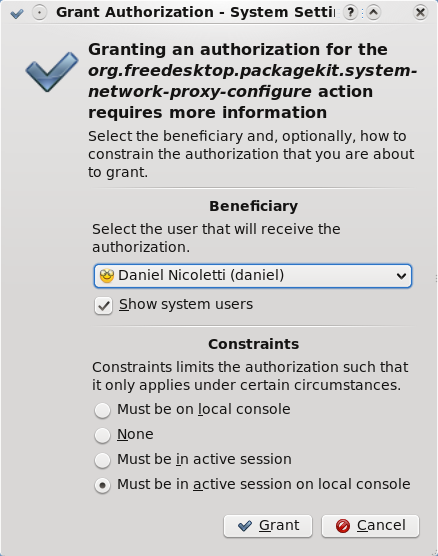 Grant Authorization - System Setti
Granting an authorization for the
org.freedesktop.packagekit.system-
network-proxy-configure action
requires more information
Select the beneficiary and, optionally, how to
constrain the authorization that you are about
to grant.
Beneficiary
Select the user that will receive the
authorization.
Daniel Nicoletti (daniel)
Show system users
Constraints
Constraints limits the authorization such that
it only applies under certain circumstances.
Must be on local console
None
Must be in active session
Must be in active session on local console
Grant Cancel